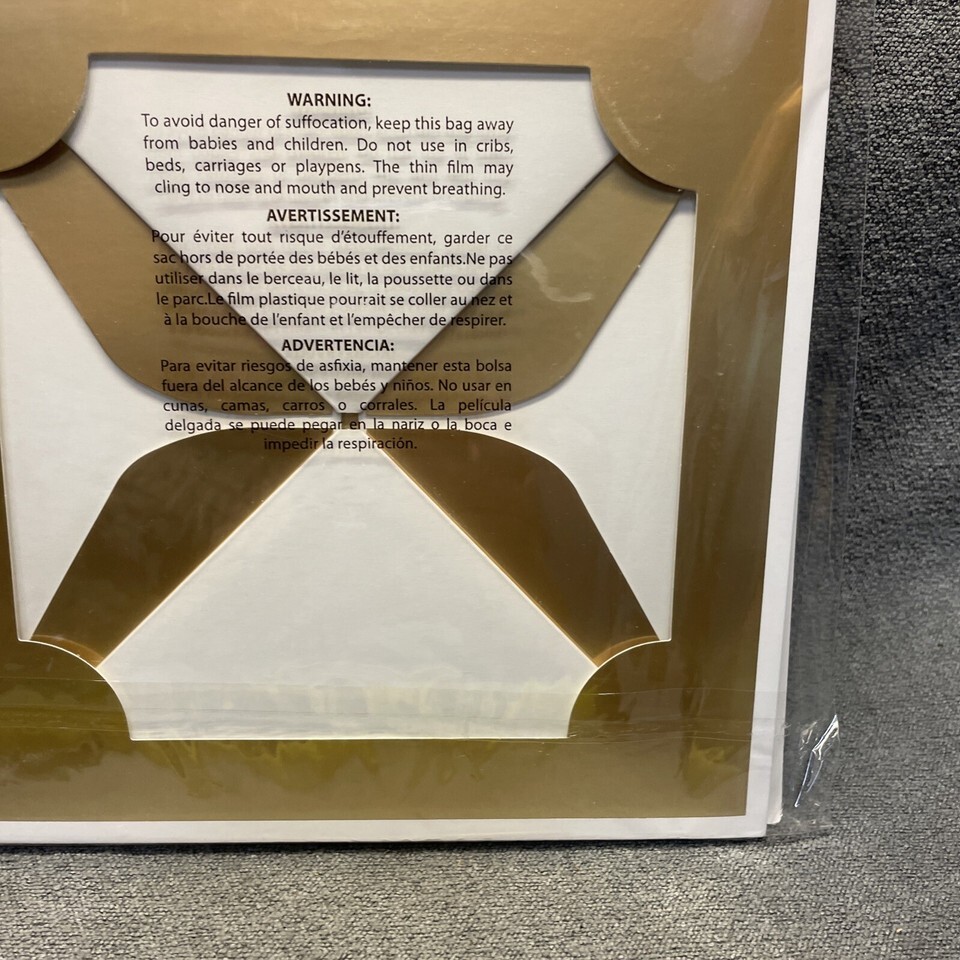 WARNING:
To avoid danger of suffocation, keep this bag away
from babies and children. Do not use in cribs,
beds, carriages or playpens. The thin film may
cling to nose and mouth and prevent breathing.
AVERTISSEMENT:
Pour éviter tout risque d'étouffement, garder ce
sac hors de portée des bébés et des enfants.Ne pas
utiliser dans le berceau, le lit, la poussette ou dans
le parc.Le film plastique pourrait se coller au nez et
à la bouche de l'enfant et l'empêcher de respirer.
ADVERTENCIA:
Para evitar riesgos de asfixia, mantener esta bolsa
fuera del alcance de los bebés y niños. No usar en
cunas, camas, carros o corrales. La película
delgada se puede pegar en la nariz o la boca e
impedir la respiración.